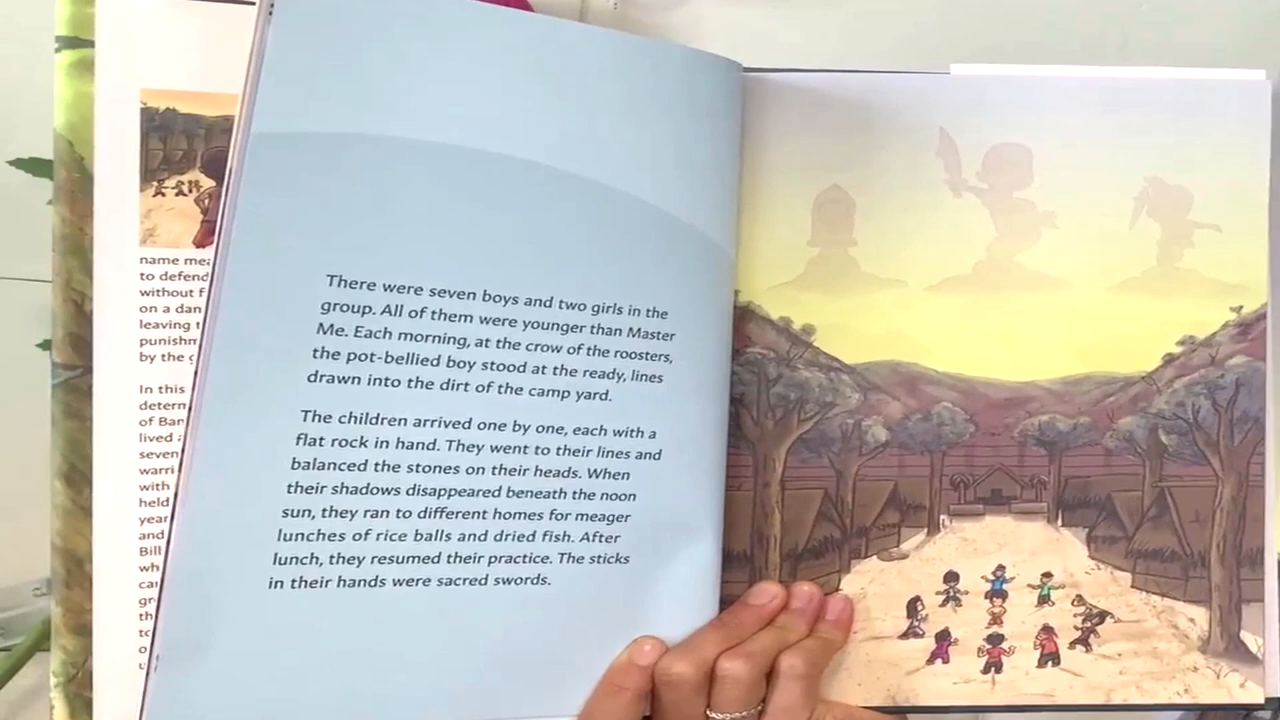 name
to defend
without
on a dan
leaving
punishm
by the
In this
determ
of Ban
lived
seven
warri
with
held
year
and
Bill
There were seven boys and two girls in the
group. All of them were younger than Master
Me. Each morning, at the crow of the roosters,
the pot-bellied boy stood at the ready, lines
drawn into the dirt of the camp yard.
The children arrived one by one, each with a
flat rock in hand. They went to their lines and
balanced the stones on their heads. When
their shadows disappeared beneath the noon
sun, they ran to different homes for meager
lunches of rice balls and dried fish. After
lunch, they resumed their practice. The sticks
in their hands were sacred swords.